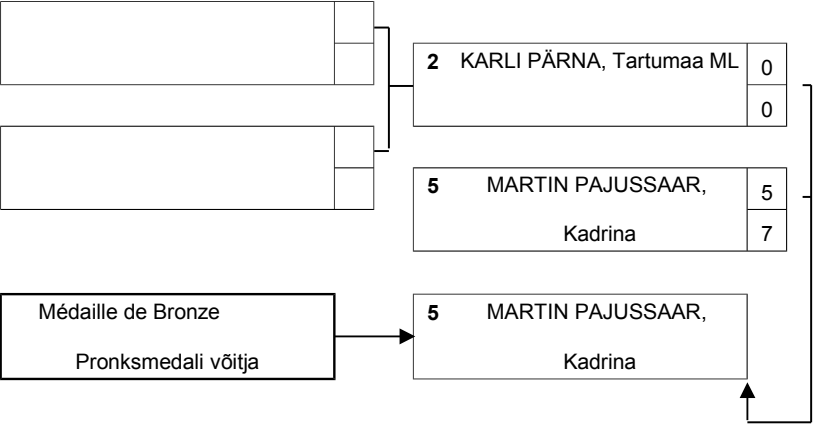 2 KARLI PÄRNA, Tartumaa ML 0
0
5 MARTIN PAJUSSAAR, 5
Kadrina 7
Médaille de Bronze
Pronksmedali võitja
5 MARTIN PAJUSSAAR,
Kadrina